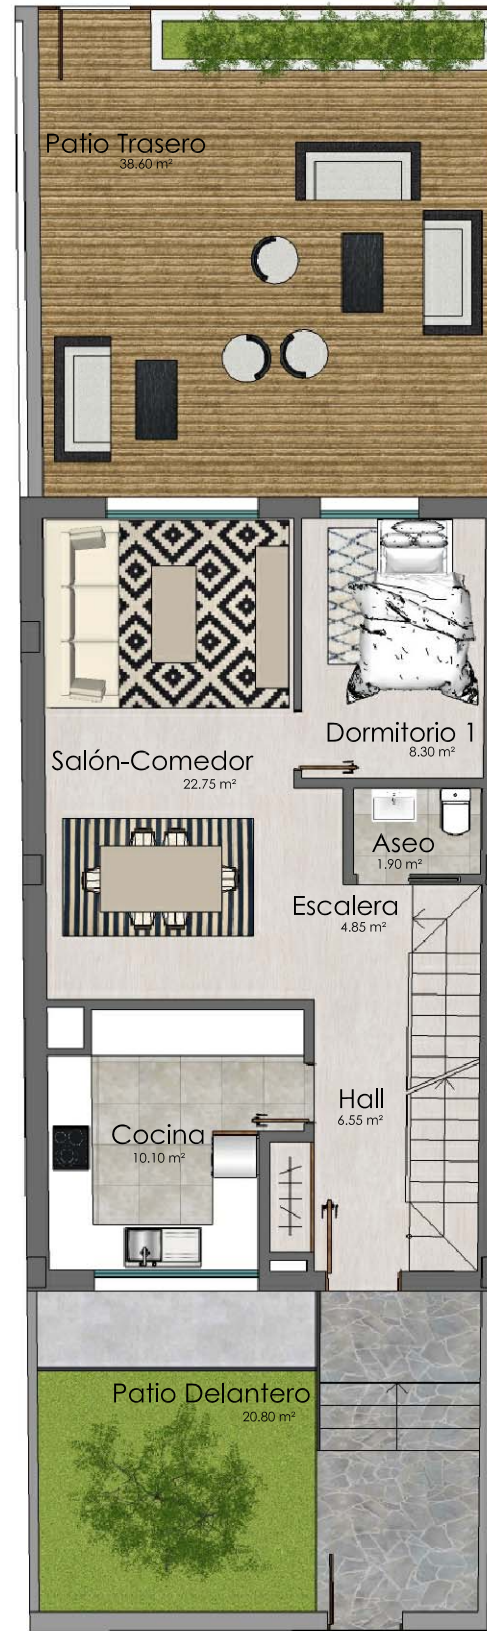 Patio Trasero
38.60 m²
Dormitorio 1
8.30 m²
Salón-Comedor
22.75 m²
Aseo
1.90 m²
Escalera
4.85 m²
Hall
6.55 m²
Cocina
10.10 m²
Patio Delantero
20.80 m²